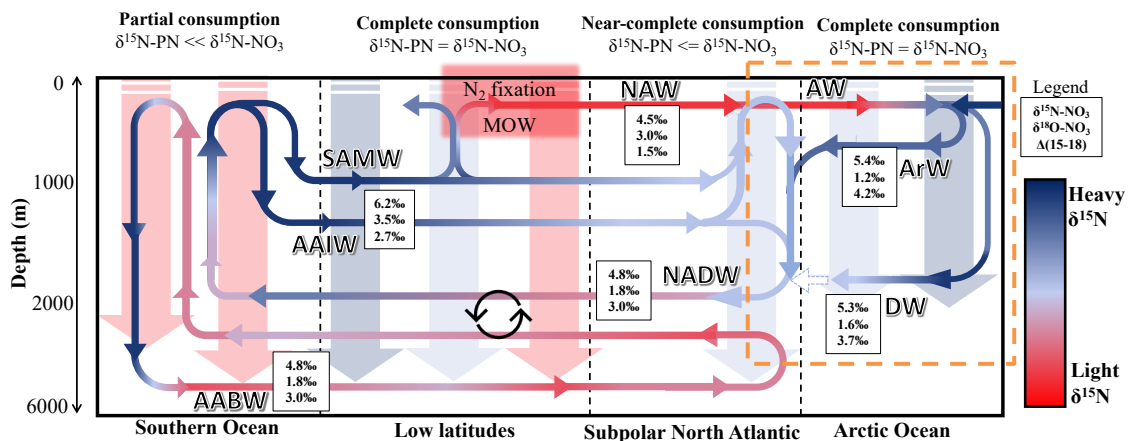 Partial consumption
δ¹⁵N-PN << δ¹⁵N-NO₃
Complete consumption
δ¹⁵N-PN = δ¹⁵N-NO₃
Near-complete consumption
δ¹⁵N-PN <= δ¹⁵N-NO₃
Complete consumption
δ¹⁵N-PN = δ¹⁵N-NO₃
Depth (m)
0
1000
2000
6000
N₂ fixation
MOW
NAW
4.5‰
3.0‰
1.5‰
AW
ArW
5.4‰
1.2‰
4.2‰
SAMW
AAIW
6.2‰
3.5‰
2.7‰
NADW
4.8‰
1.8‰
3.0‰
DW
5.3‰
1.6‰
3.7‰
AABW
4.8‰
1.8‰
3.0‰
Legend
δ¹⁵N-NO₃
δ¹⁸O-NO₃
Δ(15-18)
Heavy
δ¹⁵N
Light
δ¹⁵N
Southern Ocean
Low latitudes
Subpolar North Atlantic
Arctic Ocean